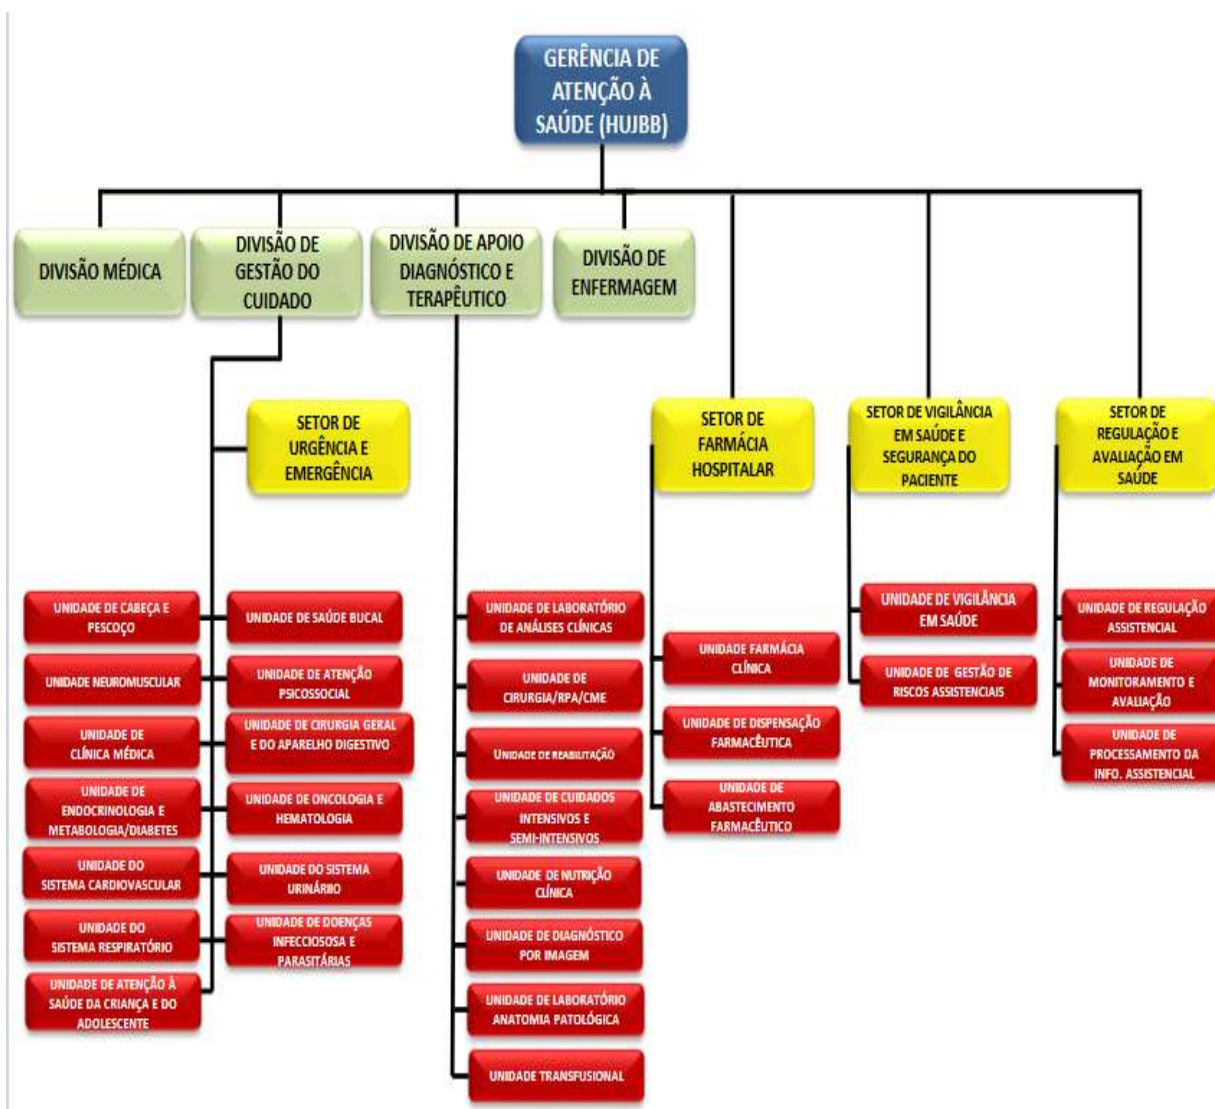 GERÊNCIA DE
ATENÇÃO À
SAÚDE (HUJBB)
DIVISÃO MÉDICA
DIVISÃO DE
GESTÃO DO
CUIDADO
DIVISÃO DE APOIO
DIAGNÓSTICO E
TERAPÊUTICO
DIVISÃO DE
ENFERMAGEM
SETOR DE
URGÊNCIA E
EMERGÊNCIA
SETOR DE
FARMÁCIA
HOSPITALAR
SETOR DE VIGILÂNCIA
EM SAÚDE E
SEGURANÇA DO
PACIENTE
SETOR DE
REGULAÇÃO E
AVALIAÇÃO EM
SAÚDE
UNIDADE DE CABEÇA E
PESCOÇO
UNIDADE NEUROMUSCULAR
UNIDADE DE
CLÍNICA MÉDICA
UNIDADE DE
ENDOCRINOLOGIA E
METABOLOGIA/DIABETES
UNIDADE DO
SISTEMA CARDIOVASCULAR
UNIDADE DO
SISTEMA RESPIRATÓRIO
UNIDADE DE ATENÇÃO À
SAÚDE DA CRIANÇA E DO
ADOLESCENTE
UNIDADE DE SAÚDE BUCAL
UNIDADE DE ATENÇÃO
PSICOSSOCIAL
UNIDADE DE CIRURGIA GERAL
E DO APARELHO DIGESTIVO
UNIDADE DE ONCOLOGIA E
HEMATOLOGIA
UNIDADE DO SISTEMA
URINÁRIIO
UNIDADE DE DOENÇAS
INFECCIOSOSA E
PARASITÁRIAS
UNIDADE DE LABORATÓRIO
DE ANÁLISES CLÍNICAS
UNIDADE DE
CIRURGIA/RPA/CME
UNIDADE DE REABILITAÇÃO
UNIDADE DE CUIDADOS
INTENSIVOS E
SEMI-INTENSIVOS
UNIDADE DE NUTRIÇÃO
CLÍNICA
UNIDADE DE DIAGNÓSTICO
POR IMAGEM
UNIDADE DE LABORATÓRIO
ANATOMIA PATOLÓGICA
UNIDADE TRANSFUSIONAL
UNIDADE FARMÁCIA
CLÍNICA
UNIDADE DE DISPENSAÇÃO
FARMACÊUTICA
UNIDADE DE
ABASTECIMENTO
FARMACÊUTICO
UNIDADE DE VIGILÂNCIA
EM SAÚDE
UNIDADE DE GESTÃO DE
RISCOS ASSISTENCIAIS
UNIDADE DE REGULAÇÃO
ASSISTENCIAL
UNIDADE DE
MONITORAMENTO E
AVALIAÇÃO
UNIDADE DE
PROCESSAMENTO DA
INFO. ASSISTENCIAL